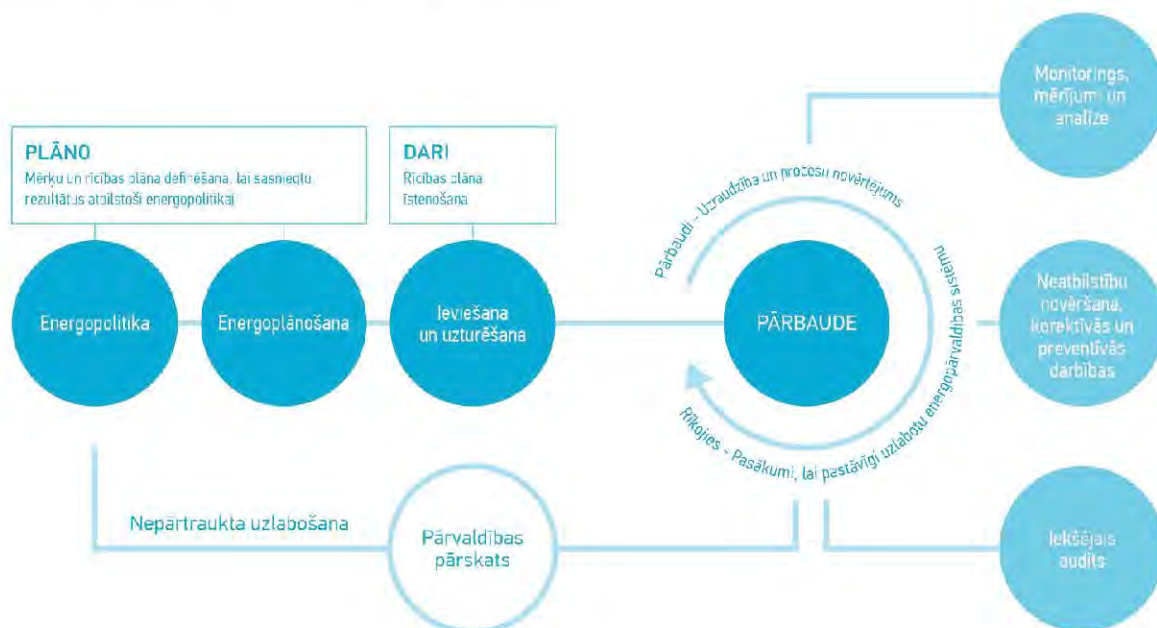 PLĀNO
Mērķu un rīcības plāna definēšana, lai sasniegtu
rezultātus atbilstoši energopolitikai
DARI
Rīcības plāna
īstenošana
Energopolitika
Energoplānošana
Ieviešana
un uzturēšana
Pārbaudi - Uzraudzība un procesu novērtējums
PĀRBAUDE
Rīkojies - Pasākumi, lai pastāvīgi uzlabotu energopārvaldības sistēmu
Monitorings,
mērījumi un
analīze
Neatbilstību
novēršana,
korektīvās un
preventīvās
darbības
Iekšējais
audits
Nepārtraukta uzlabošana
Pārvaldības
pārskats